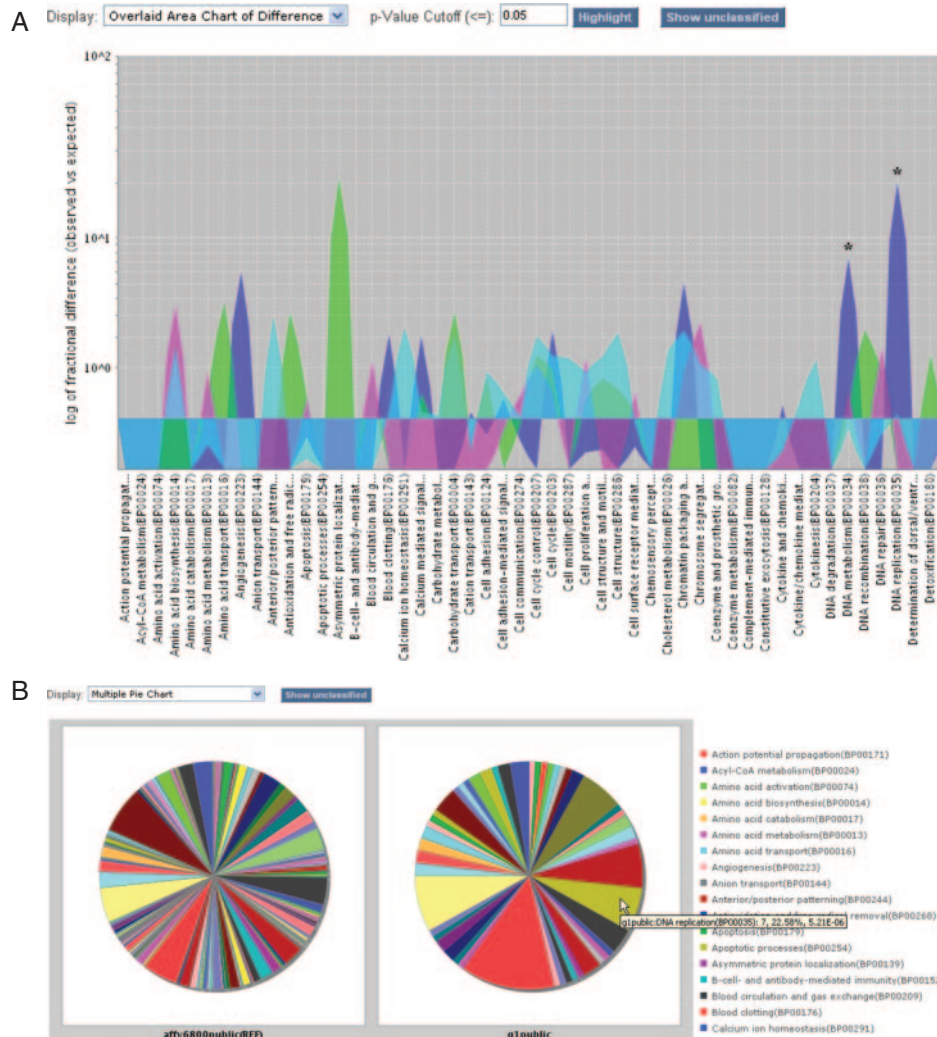 A
Display: Overlaid Area Chart of Difference
p-Value Cutoff (<=): 0.05
Highlight
Show unclassified
10^2
10^1
10^0
log of fractional difference (observed vs expected)
*
*
Action potential propagat...
Acyl-CoA metabolism(BP00024)
Amino acid activation(BP00074)
Amino acid biosynthesis(BP00014)
Amino acid catabolism(BP00017)
Amino acid metabolism(BP00013)
Amino acid transport(BP00016)
Angiogenesis(BP00223)
Anion transport(BP00144)
Anterior/posterior pattern...
Antioxidation and free radic...
Apoptosis(BP00179)
Apoptotic processes(BP00254)
Asymmetric protein localizat...
B-cell- and antibody-mediat...
Blood circulation and g...
Blood clotting(BP00176)
Calcium ion homeostasis(BP00291)
Calcium mediated signal...
Carbohydrate metabol...
Carbohydrate transport(BP00004)
Cation transport(BP00143)
Cell adhesion(BP00124)
Cell adhesion-mediated signal...
Cell communication(BP00274)
Cell cycle control(BP00207)
Cell cycle(BP00203)
Cell motility(BP00287)
Cell proliferation a...
Cell structure and motil...
Cell structure(BP00286)
Cell surface receptor mediat...
Chemosensory percept...
Cholesterol metabolism(BP00026)
Chromatin packaging a...
Chromosome segregat...
Coenzyme and prosthetic gro...
Coenzyme metabolism(BP00082)
Complement-mediated immun...
Constitutive exocytosis(BP00128)
Cytokine and chemoki...
Cytokine/chemokine mediat...
Cytokinesis(BP00204)
DNA degradation(BP00037)
DNA metabolism(BP00034)
DNA recombination(BP00038)
DNA repair(BP00036)
DNA replication(BP00035)
Determination of dorsal/vent...
Detoxification(BP00180)
B
Display: Multiple Pie Chart
Show unclassified
affy6800public(REF)
g1public
g1public:DNA replication(BP00035): 7, 22.58%, 5.21E-06
Action potential propagation(BP00171)
Acyl-CoA metabolism(BP00024)
Amino acid activation(BP00074)
Amino acid biosynthesis(BP00014)
Amino acid catabolism(BP00017)
Amino acid metabolism(BP00013)
Amino acid transport(BP00016)
Angiogenesis(BP00223)
Anion transport(BP00144)
Anterior/posterior patterning(BP00244)
removal(BP00268)
Apoptosis(BP00179)
Apoptotic processes(BP00254)
Asymmetric protein localization(BP00139)
B-cell- and antibody-mediated immunity(BP0015
Blood circulation and gas exchange(BP00209)
Blood clotting(BP00176)
Calcium ion homeostasis(BP00291)